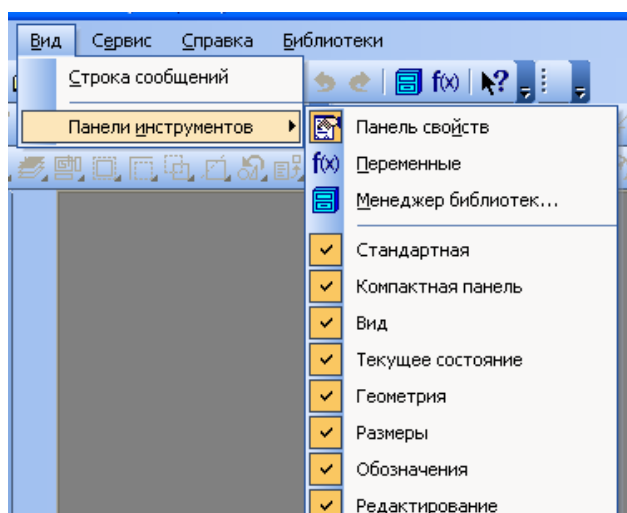 Вид Сервис Справка Библиотеки
Строка сообщений
f(x)
Панели инструментов
Панель свойств
f(x) Переменные
Менеджер библиотек...
Стандартная
Компактная панель
Вид
Текущее состояние
Геометрия
Размеры
Обозначения
Редактирование